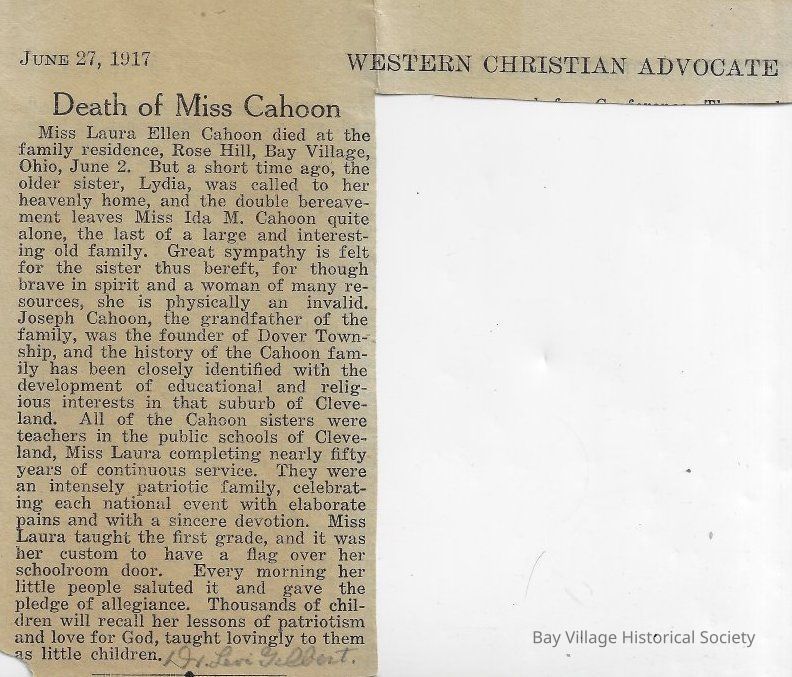 JUNE 27, 1917
WESTERN CHRISTIAN ADVOCATE
Death of Miss Cahoon
Miss Laura Ellen Cahoon died at the
family residence, Rose Hill, Bay Village,
Ohio, June 2. But a short time ago, the
older sister, Lydia, was called to her
heavenly home, and the double bereave-
ment leaves Miss Ida M. Cahoon quite
alone, the last of a large and interest-
ing old family. Great sympathy is felt
for the sister thus bereft, for though
brave in spirit and a woman of many re-
sources, she is physically an invalid.
Joseph Cahoon, the grandfather of the
family, was the founder of Dover Town-
ship, and the history of the Cahoon fam-
ily has been closely identified with the
development of educational and relig-
ious interests in that suburb of Cleve-
land. All of the Cahoon sisters were
teachers in the public schools of Cleve-
land, Miss Laura completing nearly fifty
years of continuous service. They were
an intensely patriotic family, celebrat-
ing each national event with elaborate
pains and with a sincere devotion. Miss
Laura taught the first grade, and it was
her custom to have a flag over her
schoolroom door. Every morning her
little people saluted it and gave the
pledge of allegiance. Thousands of chil-
dren will recall her lessons of patriotism
and love for God, taught lovingly to them
as little children. Dr. Levi Gilbert.
Bay Village Historical Society